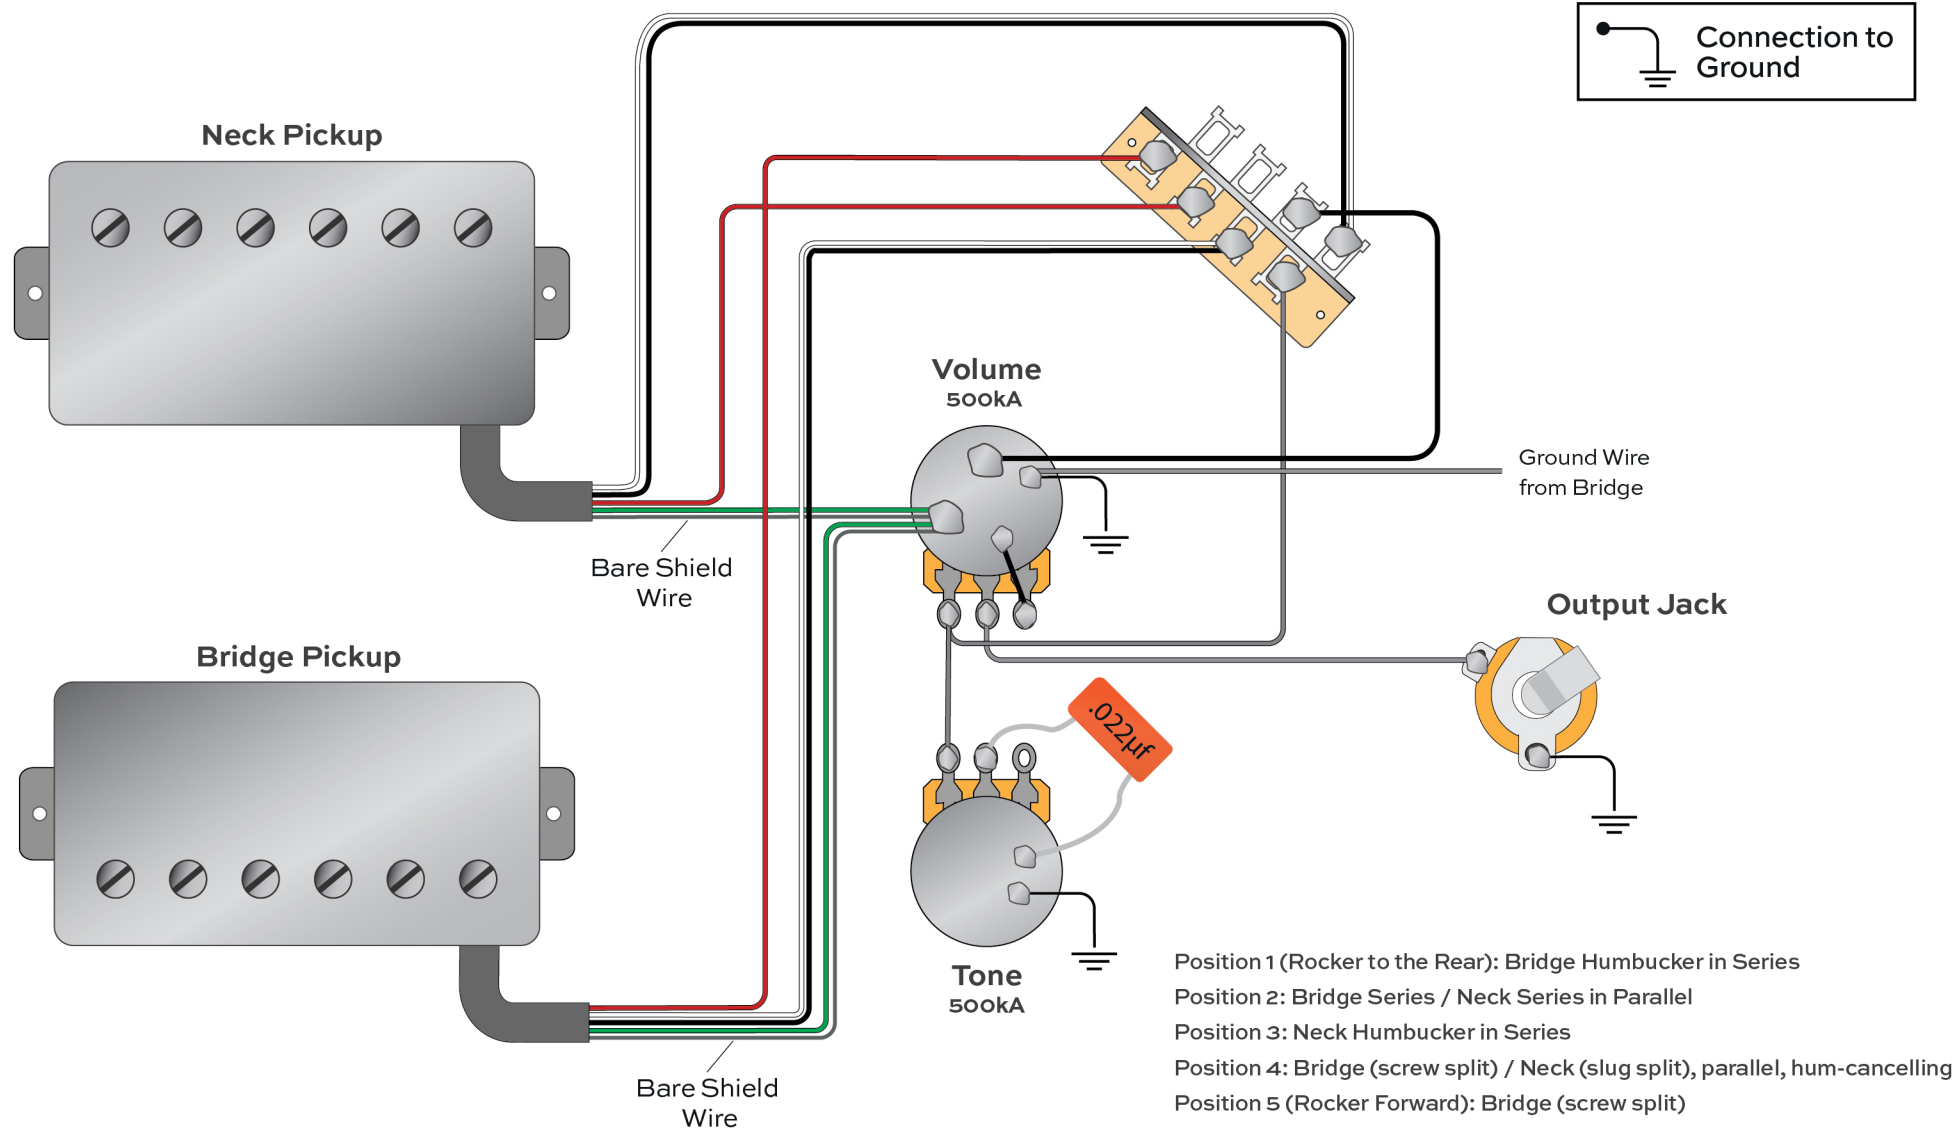 Connection to
Ground
Neck Pickup
Volume
500kA
Ground Wire
from Bridge
Bare Shield
Wire
Output Jack
Bridge Pickup
.022µf
Tone
500kA
Position 1 (Rocker to the Rear): Bridge Humbucker in Series
Position 2: Bridge Series / Neck Series in Parallel
Position 3: Neck Humbucker in Series
Position 4: Bridge (screw split) / Neck (slug split), parallel, hum-cancelling
Position 5 (Rocker Forward): Bridge (screw split)
Bare Shield
Wire